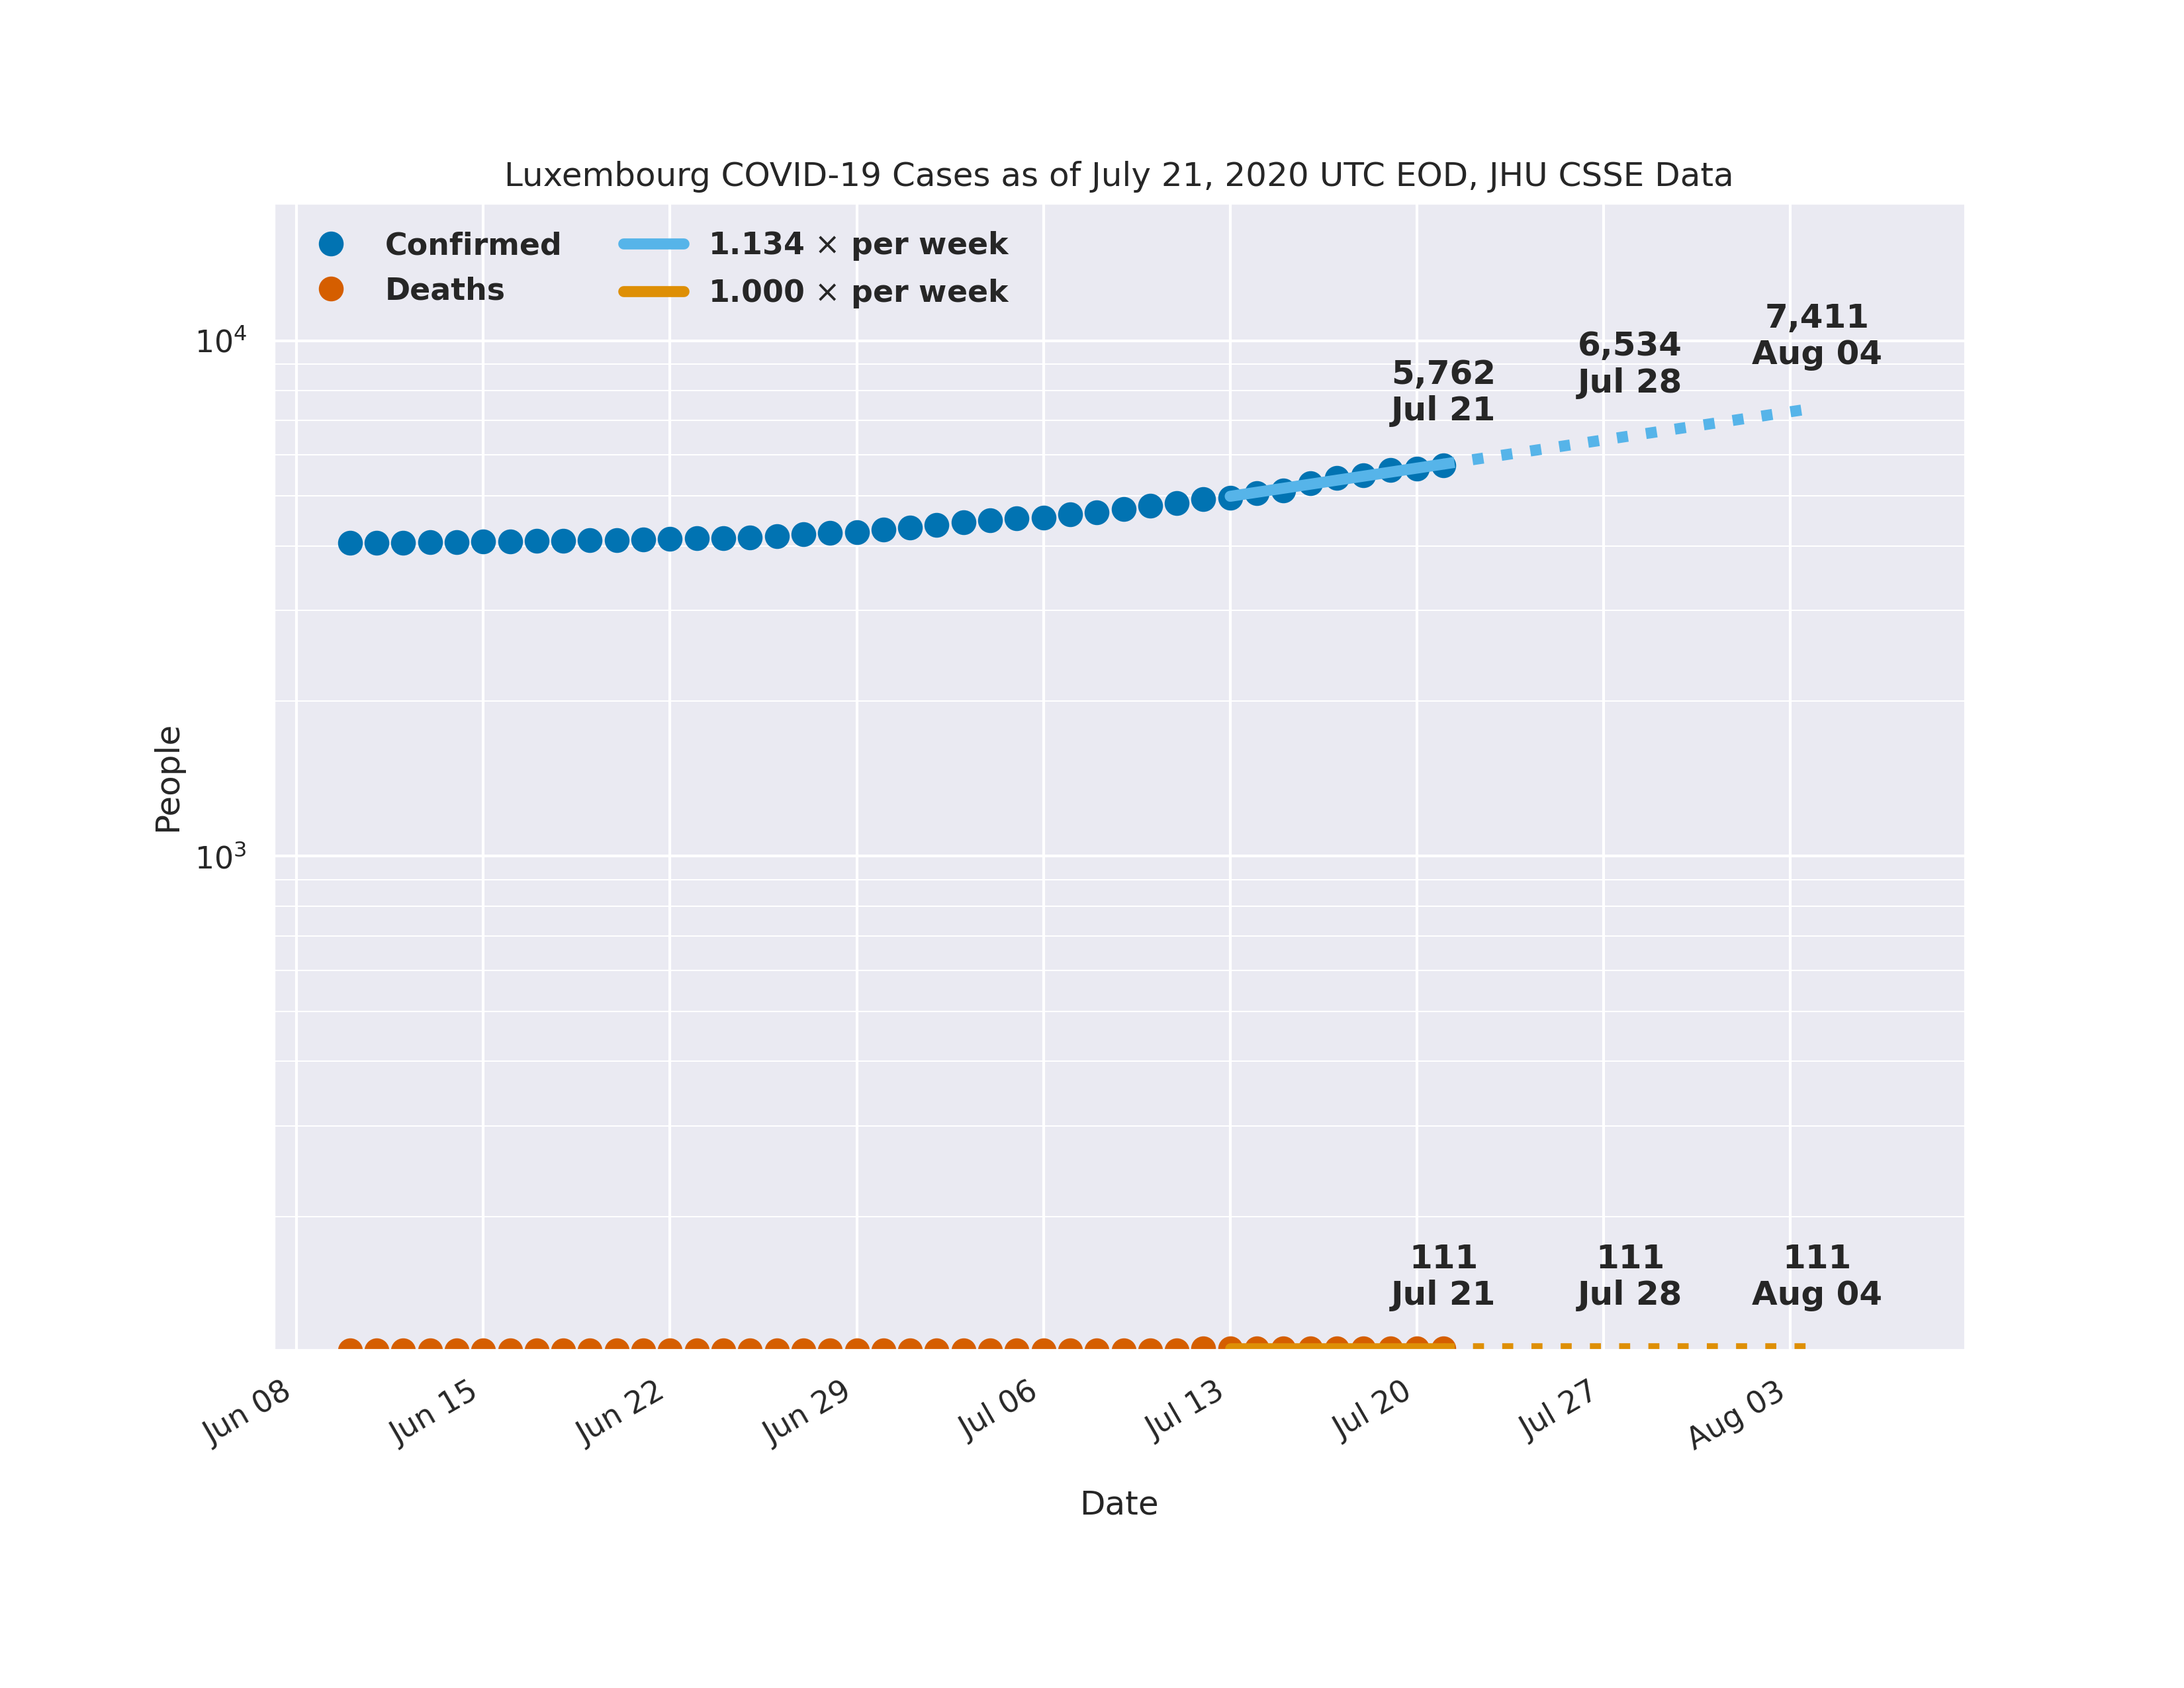 Luxembourg COVID-19 Cases as of July 21, 2020 UTC EOD, JHU CSSE Data
Confirmed
Deaths
1.134 × per week
1.000 × per week
7,411
Aug 04
6,534
Jul 28
5,762
Jul 21
10⁴
People
10³
111
Jul 21
111
Jul 28
111
Aug 04
Jun 08
Jun 15
Jun 22
Jun 29
Jul 06
Jul 13
Jul 20
Jul 27
Aug 03
Date